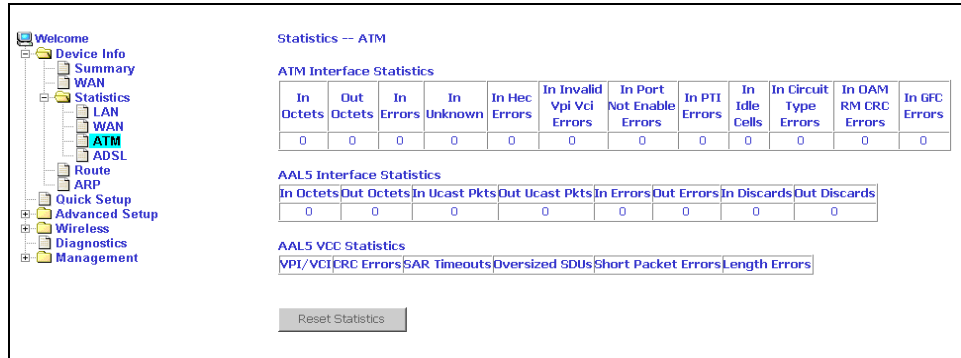 Welcome
Device Info
Summary
WAN
Statistics
LAN
WAN
ATM
ADSL
Route
ARP
Quick Setup
Advanced Setup
Wireless
Diagnostics
Management
Statistics -- ATM
ATM Interface Statistics
In Octets Out Octets In Errors In Unknown In Hec Errors In Invalid Vpi Vci Errors In Port Not Enable Errors In PTI Errors In Idle Cells In Circuit Type Errors In OAM RM CRC Errors In GFC Errors
0 0 0 0 0 0 0 0 0 0 0 0
AAL5 Interface Statistics
In Octets Out Octets In Ucast Pkts Out Ucast Pkts In Errors Out Errors In Discards Out Discards
0 0 0 0 0 0 0 0
AAL5 VCC Statistics
VPI/VCI CRC Errors SAR Timeouts Oversized SDUs Short Packet Errors Length Errors
Reset Statistics